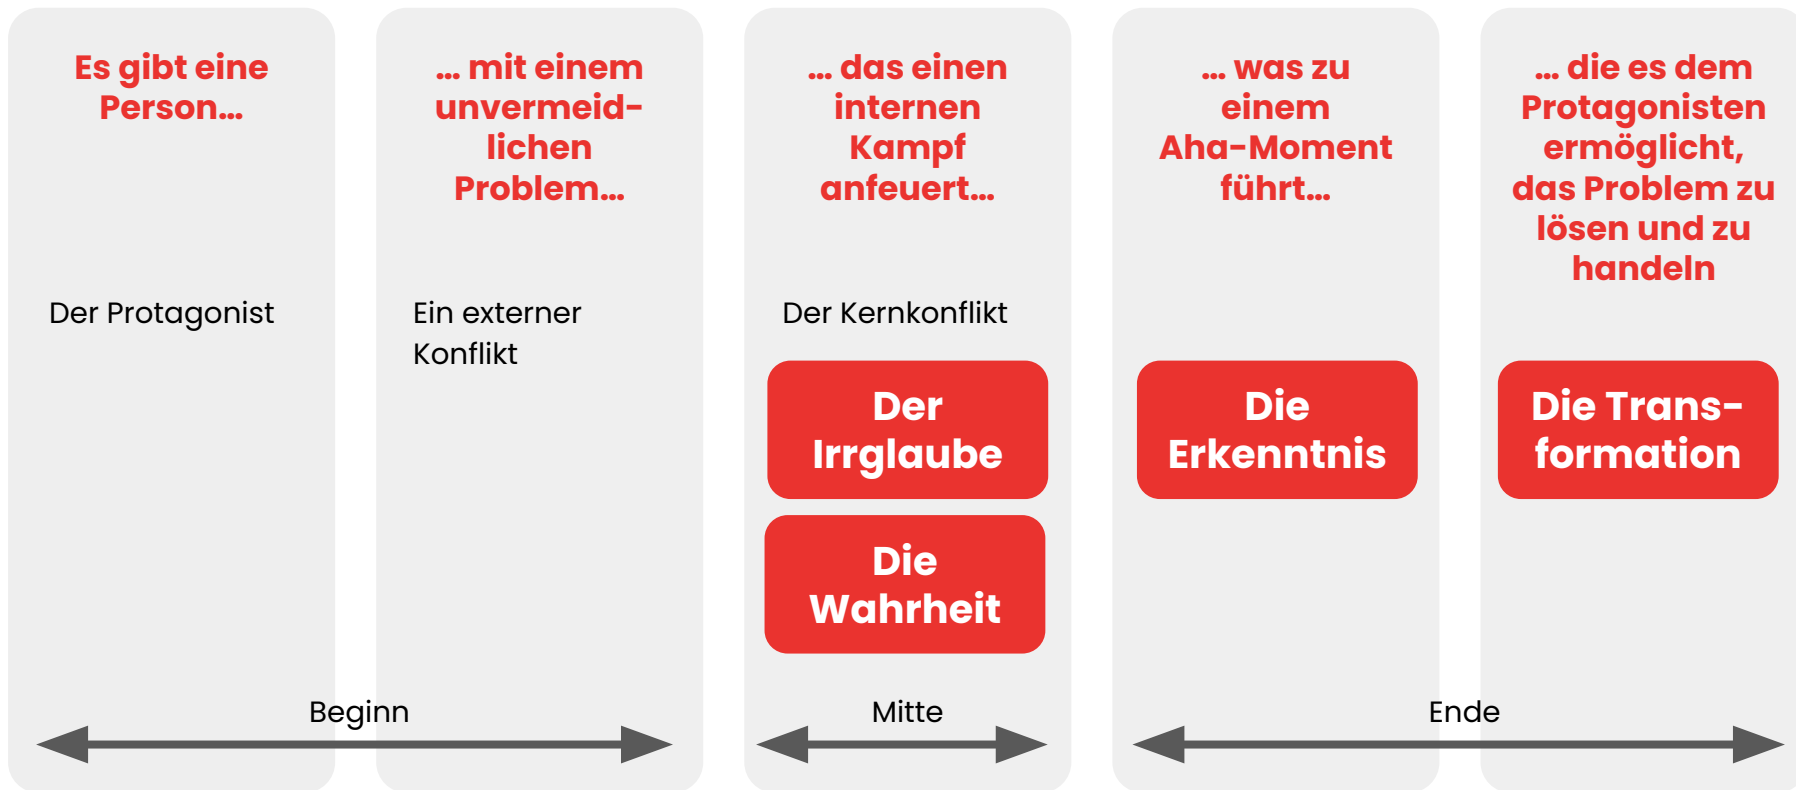 Es gibt eine
Person...
... mit einem
unvermeid-
lichen
Problem...
... das einen
internen
Kampf
anfeuert...
... was zu
einem
Aha-Moment
führt...
... die es dem
Protagonisten
ermöglicht,
das Problem zu
lösen und zu
handeln
Der Protagonist
Ein externer
Konflikt
Der Kernkonflikt
Der
Irrglaube
Die
Wahrheit
Die
Erkenntnis
Die Trans-
formation
Beginn
Mitte
Ende